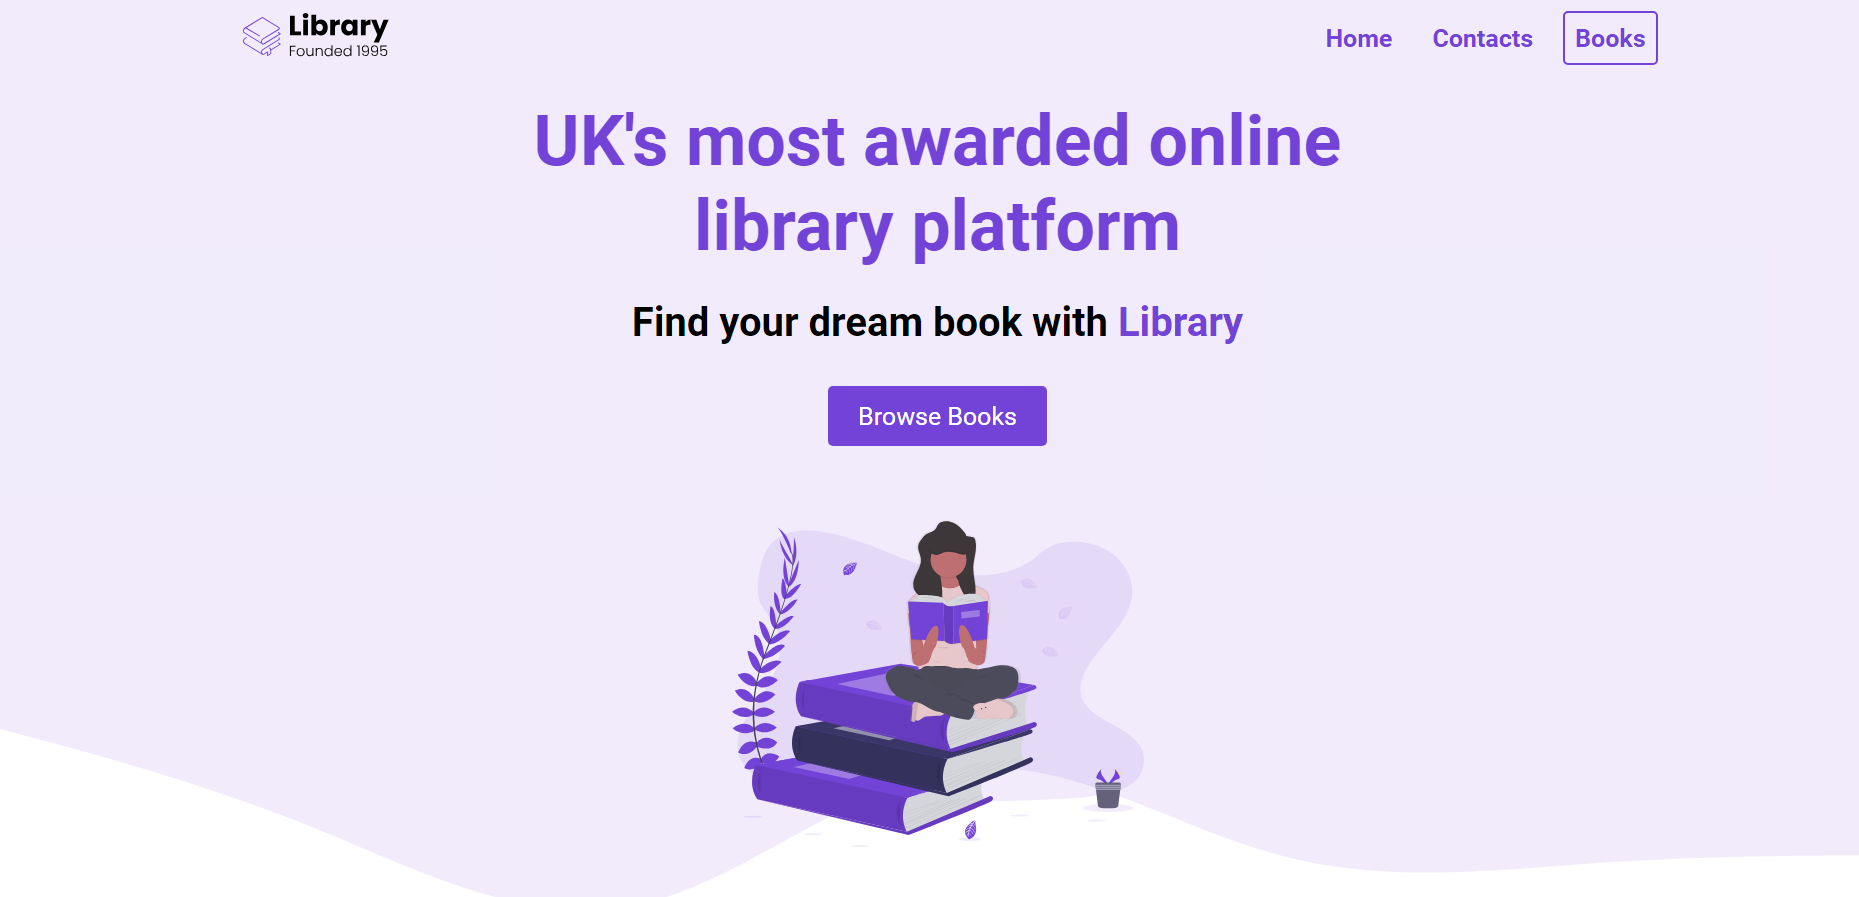 Library
Founded 1995
Home
Contacts
Books
UK's most awarded online
library platform
Find your dream book with Library
Browse Books